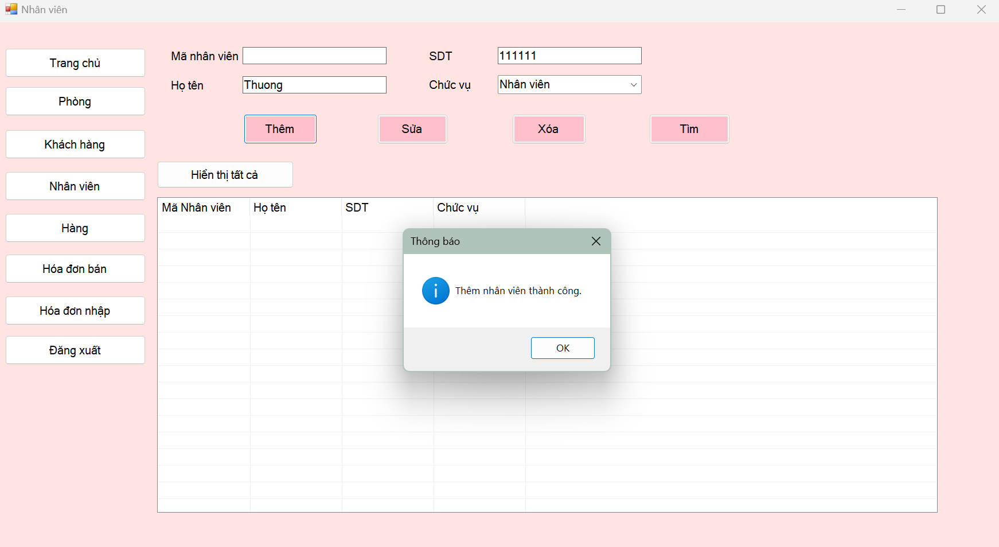 Nhân viên
Trang chủ
Phòng
Khách hàng
Nhân viên
Hàng
Hóa đơn bán
Hóa đơn nhập
Đăng xuất
Mã nhân viên
SDT 111111
Họ tên Thuong
Chức vụ Nhân viên
Thêm Sửa Xóa Tìm
Hiển thị tất cả
Mã Nhân viên Họ tên SDT Chức vụ
Thông báo
Thêm nhân viên thành công.
OK